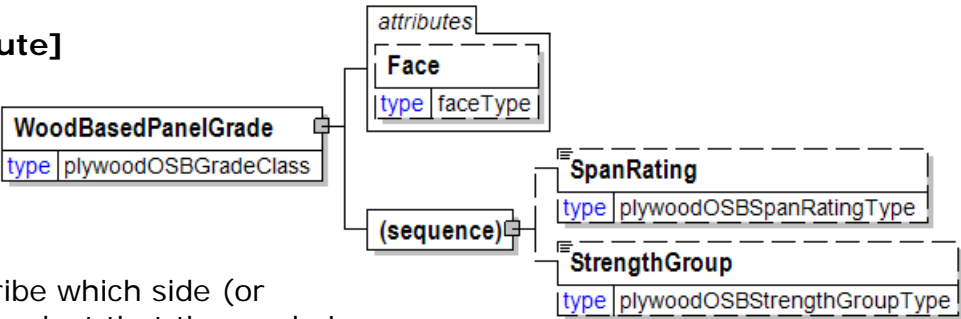 ute]
attributes
Face
type faceType
WoodBasedPanelGrade
type plywoodOSBGradeClass
(sequence)
SpanRating
type plywoodOSBSpanRatingType
StrengthGroup
type plywoodOSBStrengthGroupType
ribe which side (or